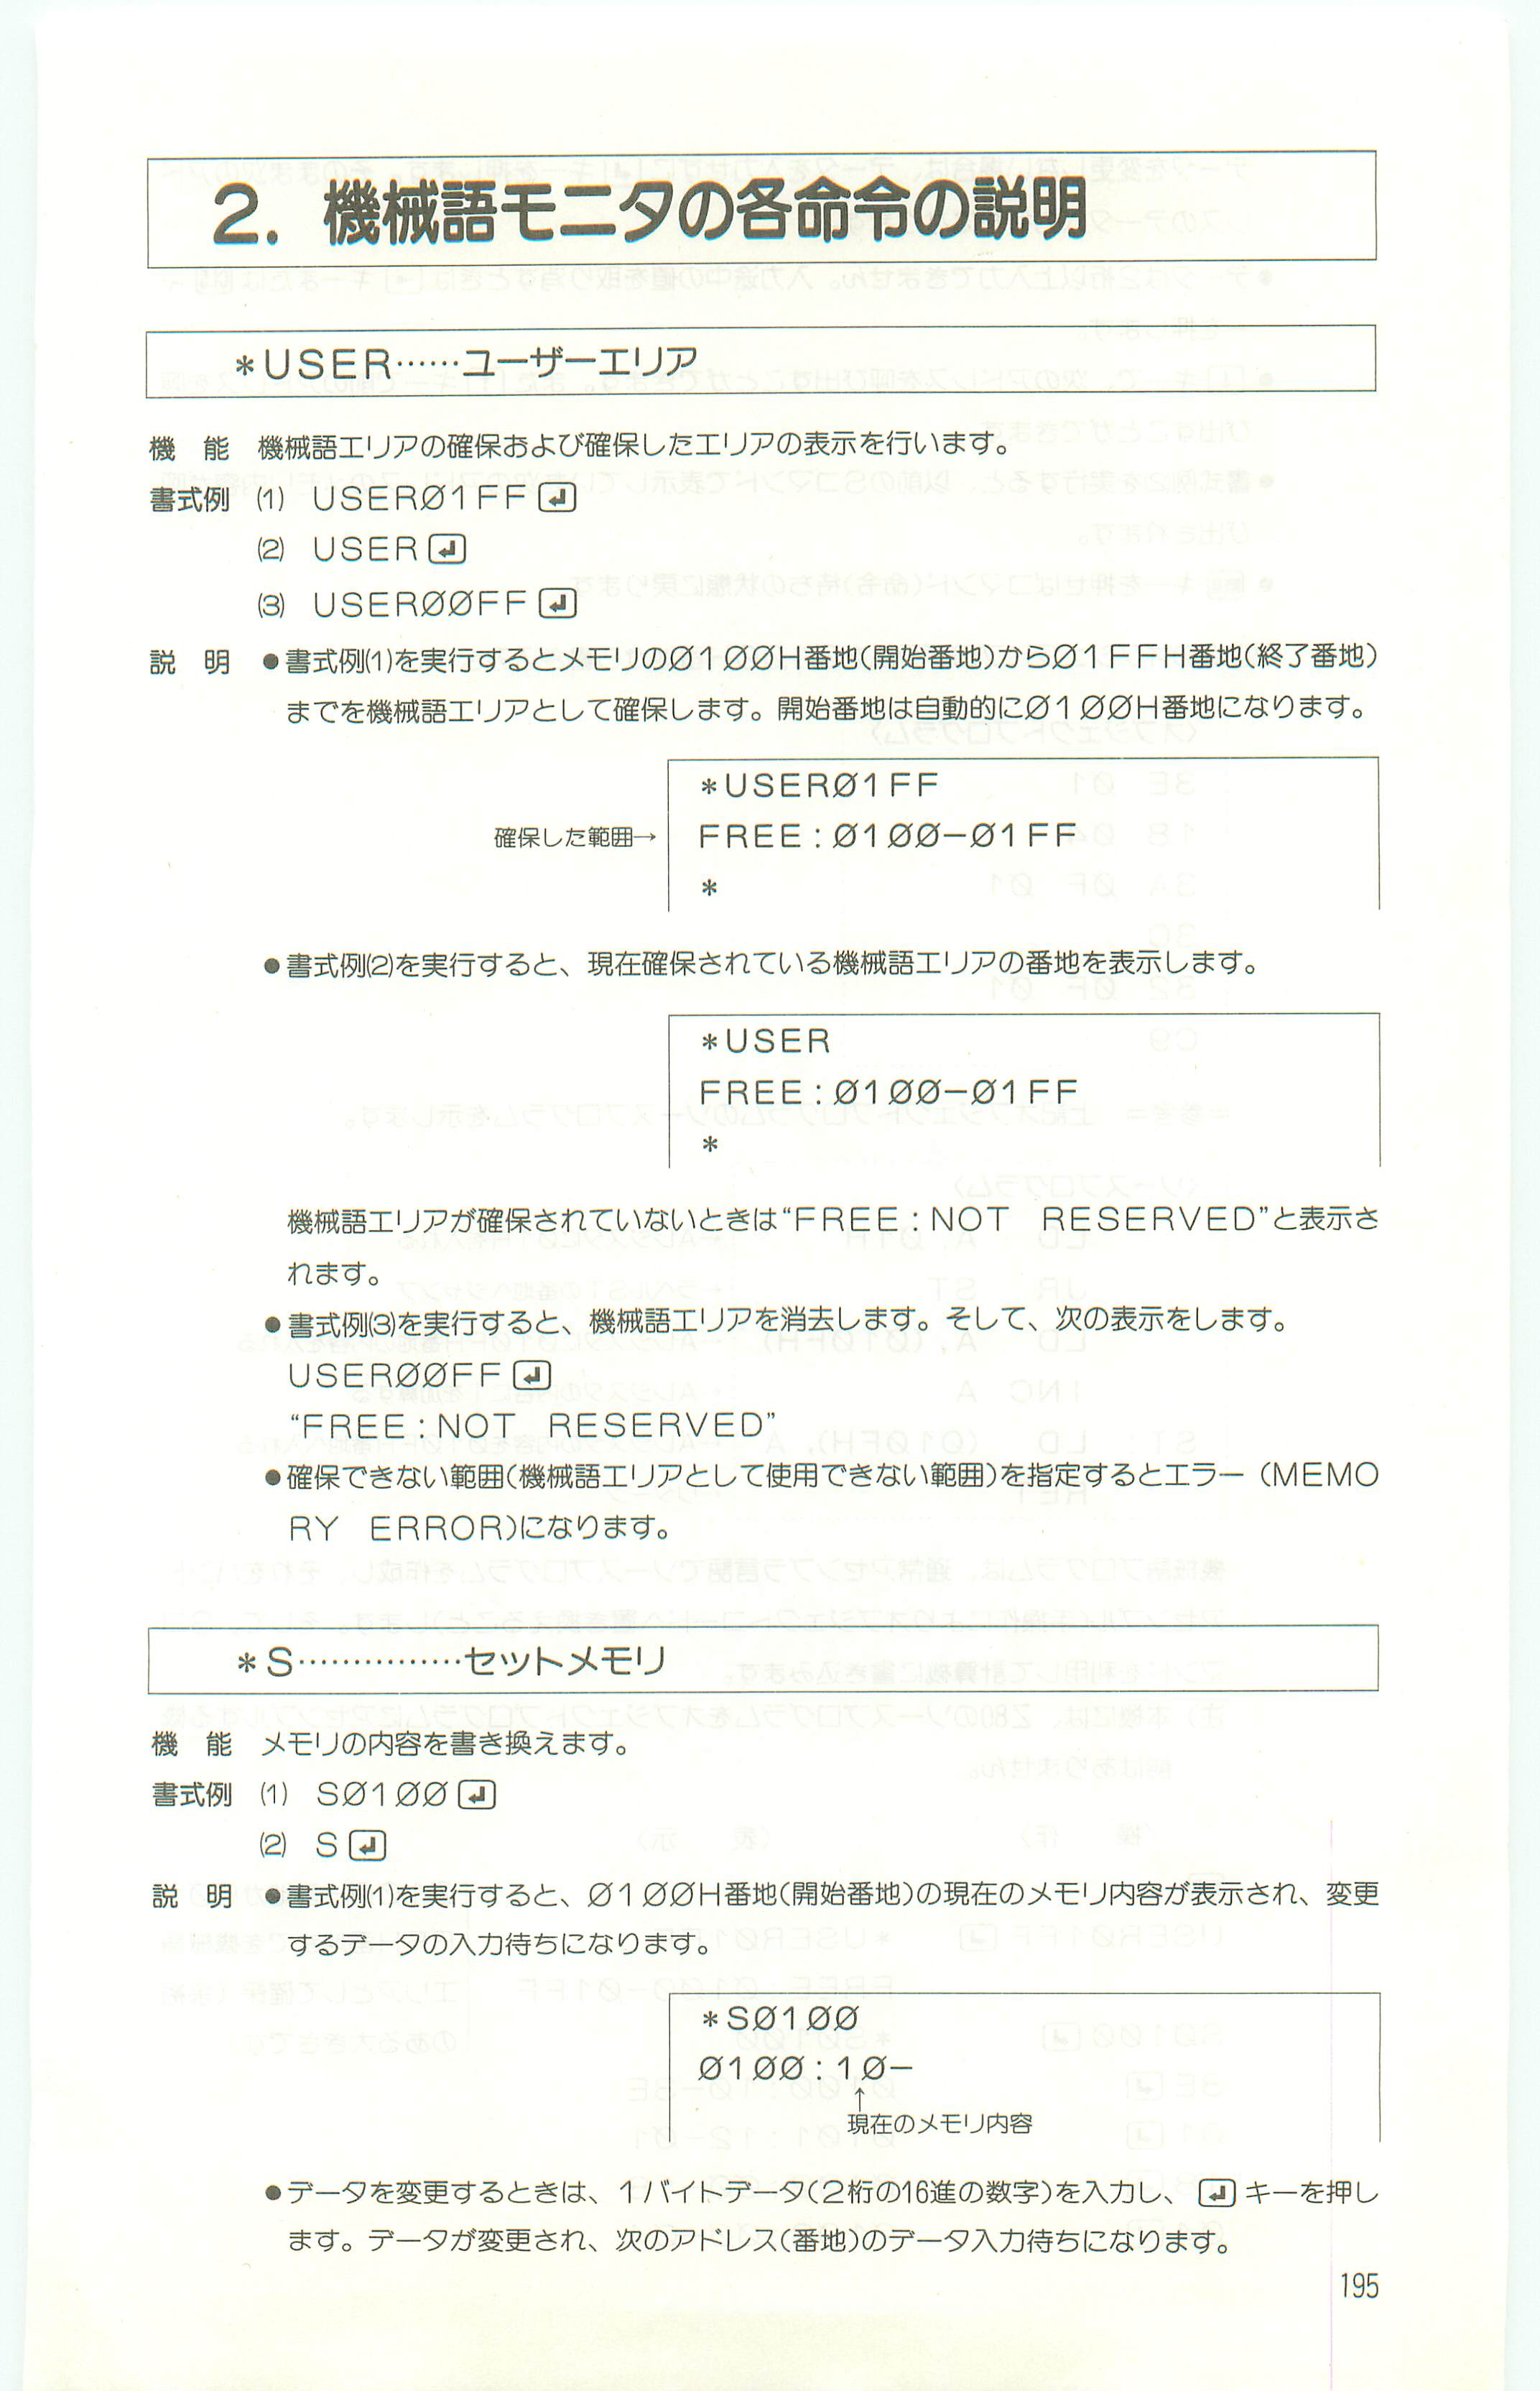 2. 機械語モニタの各命令の説明
*USER……ユーザーエリア
機 能 機械語エリアの確保および確保したエリアの表示を行います。
書式例 (1) USERØ1FF ↵
(2) USER ↵
(3) USERØØFF ↵
説 明 ●書式例(1)を実行するとメモリのØ1ØØH番地(開始番地)からØ1FFH番地(終了番地)
までを機械語エリアとして確保します。開始番地は自動的にØ1ØØH番地になります。
*USERØ1FF
確保した範囲→ FREE:Ø1ØØ−Ø1FF
*
●書式例(2)を実行すると、現在確保されている機械語エリアの番地を表示します。
*USER
FREE:Ø1ØØ−Ø1FF
*
機械語エリアが確保されていないときは“FREE:NOT RESERVED”と表示さ
れます。
●書式例(3)を実行すると、機械語エリアを消去します。そして、次の表示をします。
USERØØFF ↵
“FREE:NOT RESERVED”
●確保できない範囲(機械語エリアとして使用できない範囲)を指定するとエラー (MEMO
RY ERROR)になります。
*S……………セットメモリ
機 能 メモリの内容を書き換えます。
書式例 (1) SØ1ØØ ↵
(2) S ↵
説 明 ●書式例(1)を実行すると、Ø1ØØH番地(開始番地)の現在のメモリ内容が表示され、変更
するデータの入力待ちになります。
*SØ1ØØ
Ø1ØØ:1Ø−
↑
現在のメモリ内容
●データを変更するときは、1バイトデータ(2桁の16進の数字)を入力し、 ↵ キーを押し
ます。データが変更され、次のアドレス(番地)のデータ入力待ちになります。
195